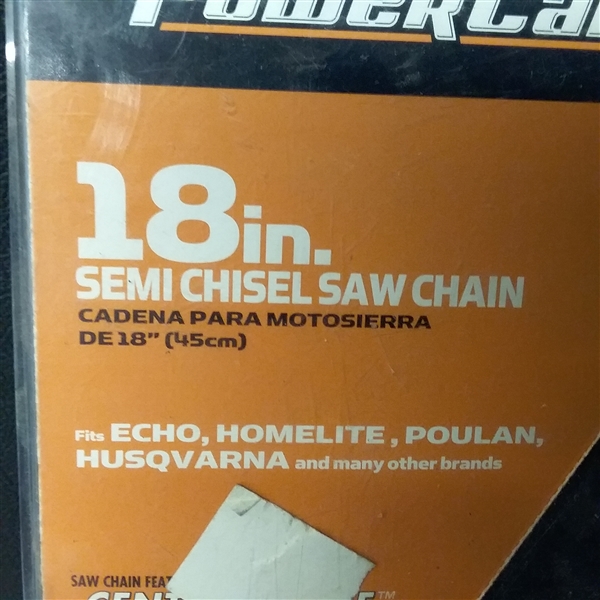 18in.
SEMI CHISEL SAW CHAIN
CADENA PARA MOTOSIERRA
DE 18" (45cm)
Fits ECHO, HOMELITE, POULAN,
HUSQVARNA and many other brands
SAW CHAIN